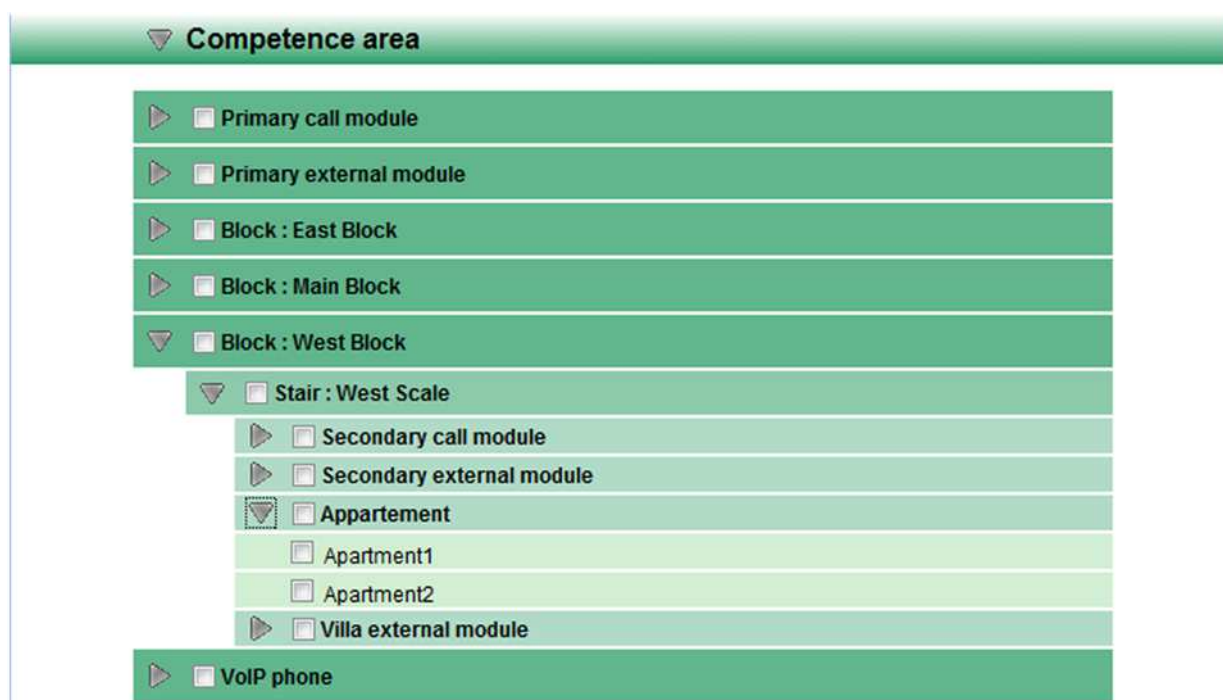 Competence area
Primary call module
Primary external module
Block : East Block
Block : Main Block
Block : West Block
Stair : West Scale
Secondary call module
Secondary external module
Appartement
Apartment1
Apartment2
Villa external module
VoIP phone